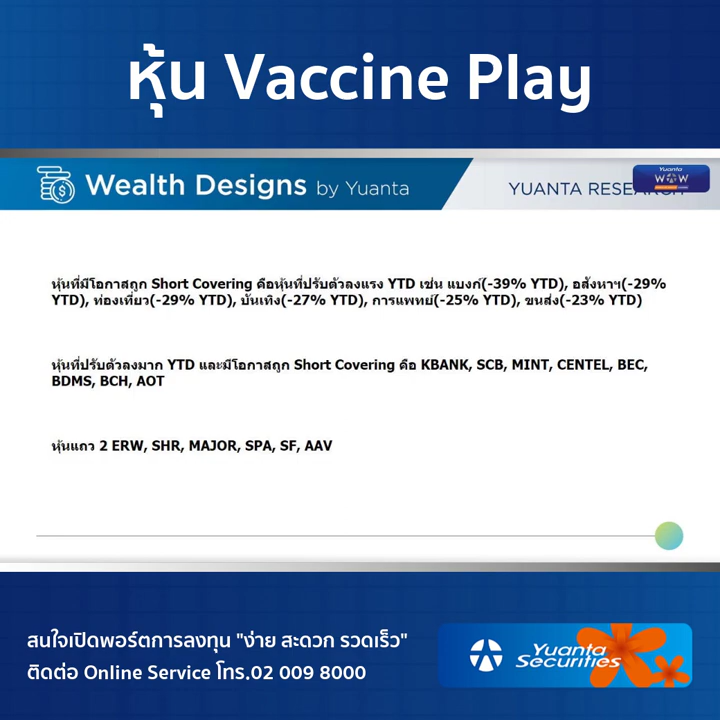 หุ้น Vaccine Play
Wealth Designs by Yuanta
YUANTA RESEARCH
Yuanta
WOW
หุ้นที่มีโอกาสถูก Short Covering คือหุ้นที่ปรับตัวลงแรง YTD เช่น แบงก์(-39% YTD), อสังหาฯ(-29%
YTD), ท่องเที่ยว(-29% YTD), บันเทิง(-27% YTD), การแพทย์(-25% YTD), ขนส่ง(-23% YTD)
หุ้นที่ปรับตัวลงมาก YTD และมีโอกาสถูก Short Covering คือ KBANK, SCB, MINT, CENTEL, BEC,
BDMS, BCH, AOT
หุ้นแถว 2 ERW, SHR, MAJOR, SPA, SF, AAV
สนใจเปิดพอร์ตการลงทุน "ง่าย สะดวก รวดเร็ว"
ติดต่อ Online Service โทร.02 009 8000
Yuanta
Securities